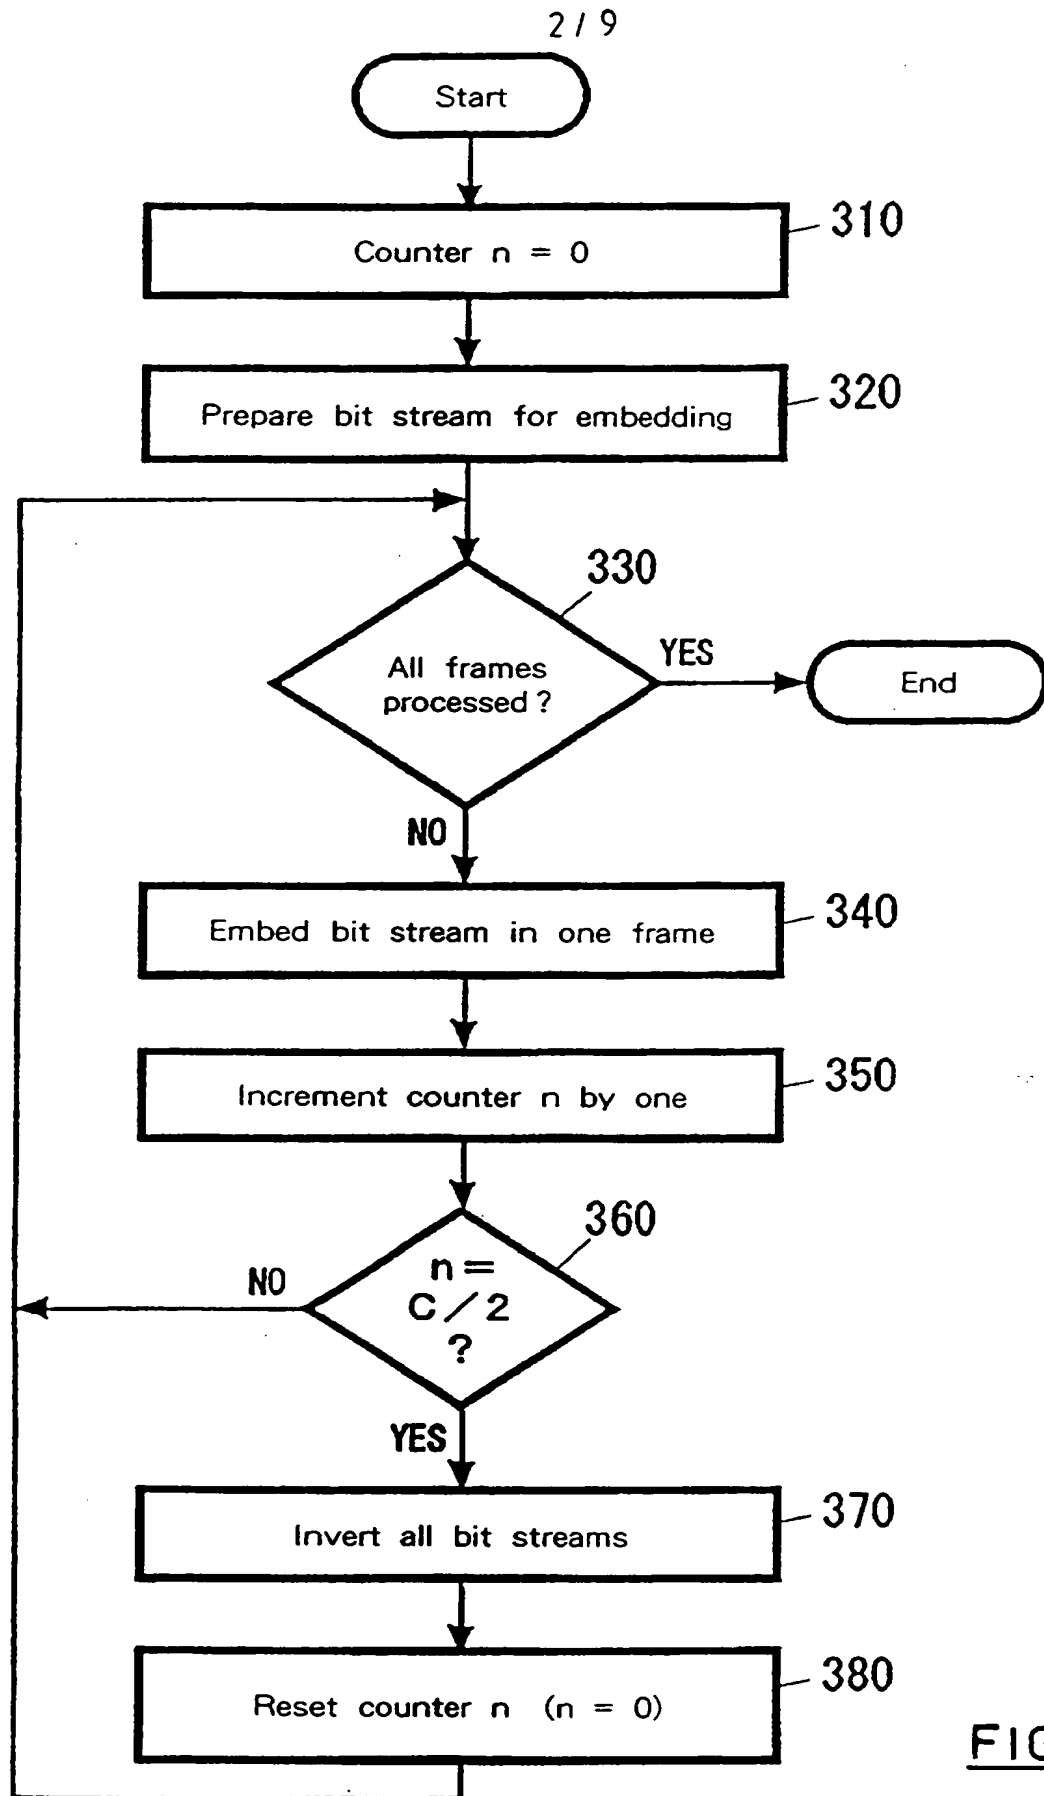 2/9
Start
310
Counter n = 0
320
Prepare bit stream for embedding
330
All frames
processed?
YES
End
NO
340
Embed bit stream in one frame
350
Increment counter n by one
360
n =
C/2
?
NO
YES
370
Invert all bit streams
380
Reset counter n (n = 0)
FIG